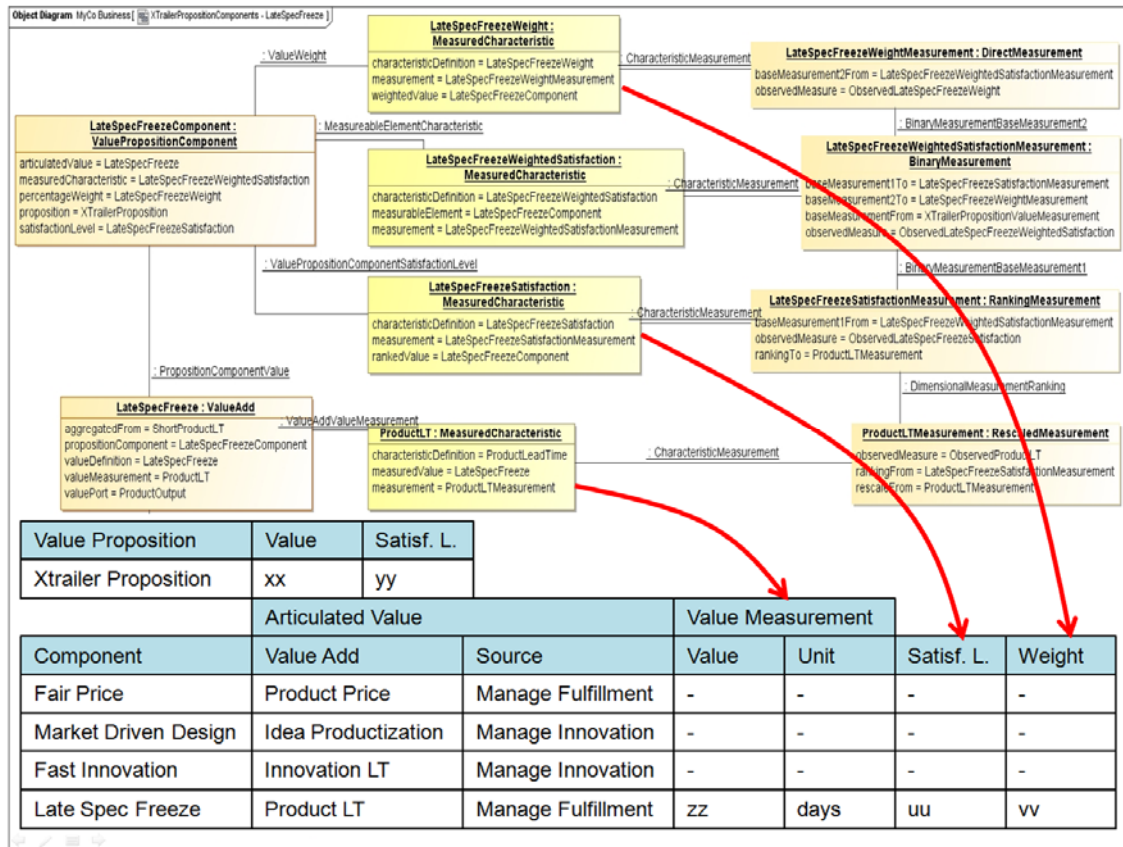 Object Diagram MyCo Business [ XTrailerPropositionComponents - LateSpecFreeze ]
LateSpecFreezeWeight :
MeasuredCharacteristic
characteristicDefinition = LateSpecFreezeWeight
measurement = LateSpecFreezeWeightMeasurement
weightedValue = LateSpecFreezeComponent
: ValueWeight
: CharacteristicMeasurement
LateSpecFreezeWeightMeasurement : DirectMeasurement
baseMeasurement2From = LateSpecFreezeWeightedSatisfactionMeasurement
observedMeasure = ObservedLateSpecFreezeWeight
: BinaryMeasurementBaseMeasurement2
LateSpecFreezeComponent :
ValuePropositionComponent
articulatedValue = LateSpecFreeze
measuredCharacteristic = LateSpecFreezeWeightedSatisfaction
percentageWeight = LateSpecFreezeWeight
proposition = XTrailerProposition
satisfactionLevel = LateSpecFreezeSatisfaction
: MeasureableElementCharacteristic
LateSpecFreezeWeightedSatisfaction :
MeasuredCharacteristic
characteristicDefinition = LateSpecFreezeWeightedSatisfaction
measurableElement = LateSpecFreezeComponent
measurement = LateSpecFreezeWeightedSatisfactionMeasurement
: CharacteristicMeasurement
LateSpecFreezeWeightedSatisfactionMeasurement :
BinaryMeasurement
baseMeasurement1To = LateSpecFreezeSatisfactionMeasurement
baseMeasurement2To = LateSpecFreezeWeightMeasurement
baseMeasurementFrom = XTrailerPropositionValueMeasurement
observedMeasure = ObservedLateSpecFreezeWeightedSatisfaction
: ValuePropositionComponentSatisfactionLevel
: BinaryMeasurementBaseMeasurement1
LateSpecFreezeSatisfaction :
MeasuredCharacteristic
characteristicDefinition = LateSpecFreezeSatisfaction
measurement = LateSpecFreezeSatisfactionMeasurement
rankedValue = LateSpecFreezeComponent
: CharacteristicMeasurement
LateSpecFreezeSatisfactionMeasurement : RankingMeasurement
baseMeasurement1From = LateSpecFreezeWeightedSatisfactionMeasurement
observedMeasure = ObservedLateSpecFreezeSatisfaction
rankingTo = ProductLTMeasurement
: PropositionComponentValue
: DimensionalMeasurementRanking
LateSpecFreeze : ValueAdd
aggregatedFrom = ShortProductLT
propositionComponent = LateSpecFreezeComponent
valueDefinition = LateSpecFreeze
valueMeasurement = ProductLT
valuePort = ProductOutput
: ValueAddValueMeasurement
ProductLT : MeasuredCharacteristic
characteristicDefinition = ProductLeadTime
measuredValue = LateSpecFreeze
measurement = ProductLTMeasurement
: CharacteristicMeasurement
ProductLTMeasurement : RescaledMeasurement
observedMeasure = ObservedProductLT
rankingFrom = LateSpecFreezeSatisfactionMeasurement
rescaleFrom = ProductLTMeasurement
Value Proposition Value Satisf. L.
Xtrailer Proposition xx yy
Articulated Value Value Measurement
Component Value Add Source Value Unit Satisf. L. Weight
Fair Price Product Price Manage Fulfillment - - - -
Market Driven Design Idea Productization Manage Innovation - - - -
Fast Innovation Innovation LT Manage Innovation - - - -
Late Spec Freeze Product LT Manage Fulfillment zz days uu vv